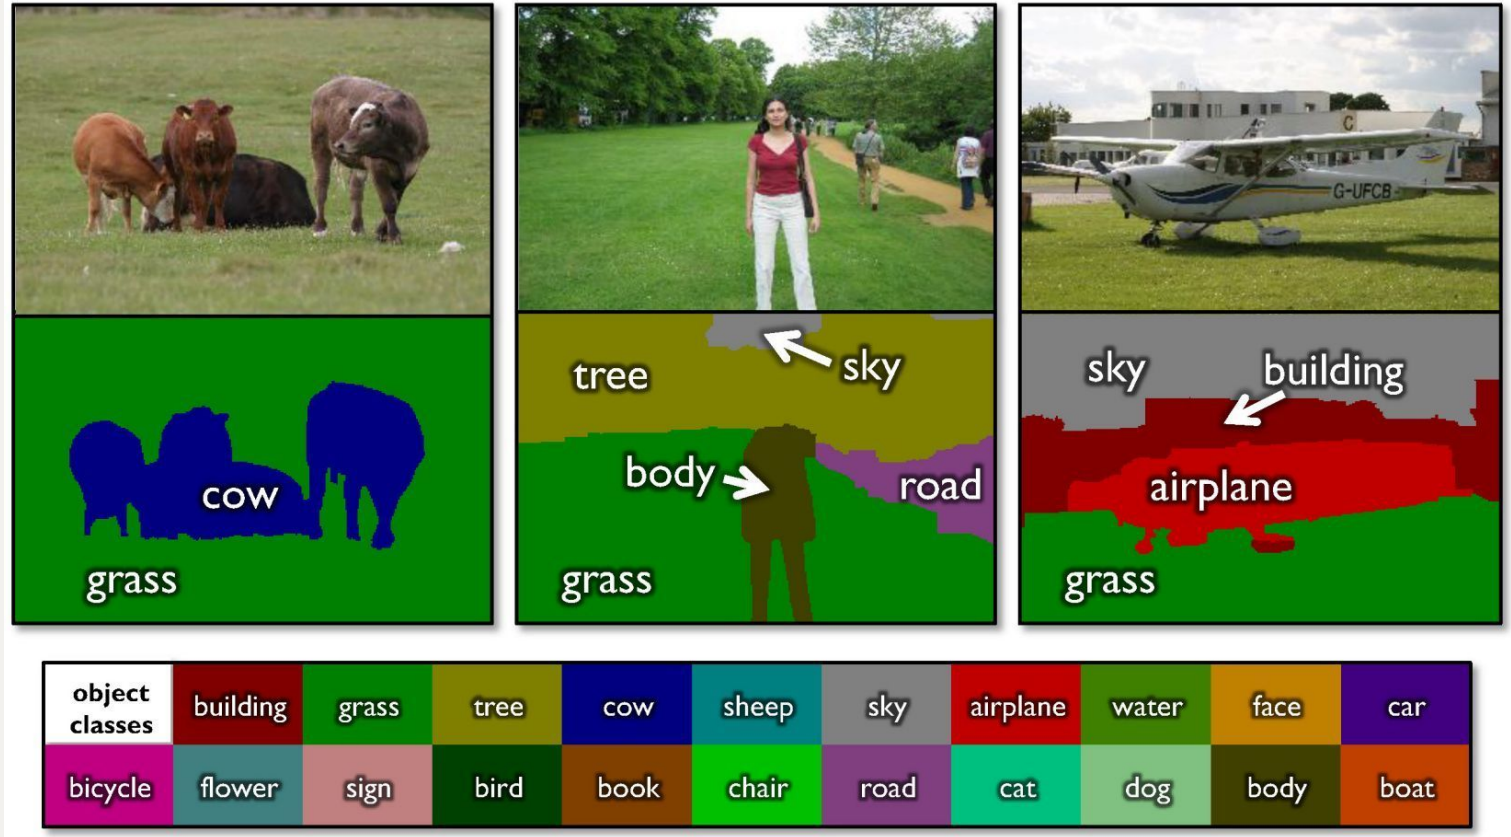 C
G-UFCB
cow
grass
tree
sky
body
road
grass
sky
building
airplane
grass
object classes
building
grass
tree
cow
sheep
sky
airplane
water
face
car
bicycle
flower
sign
bird
book
chair
road
cat
dog
body
boat